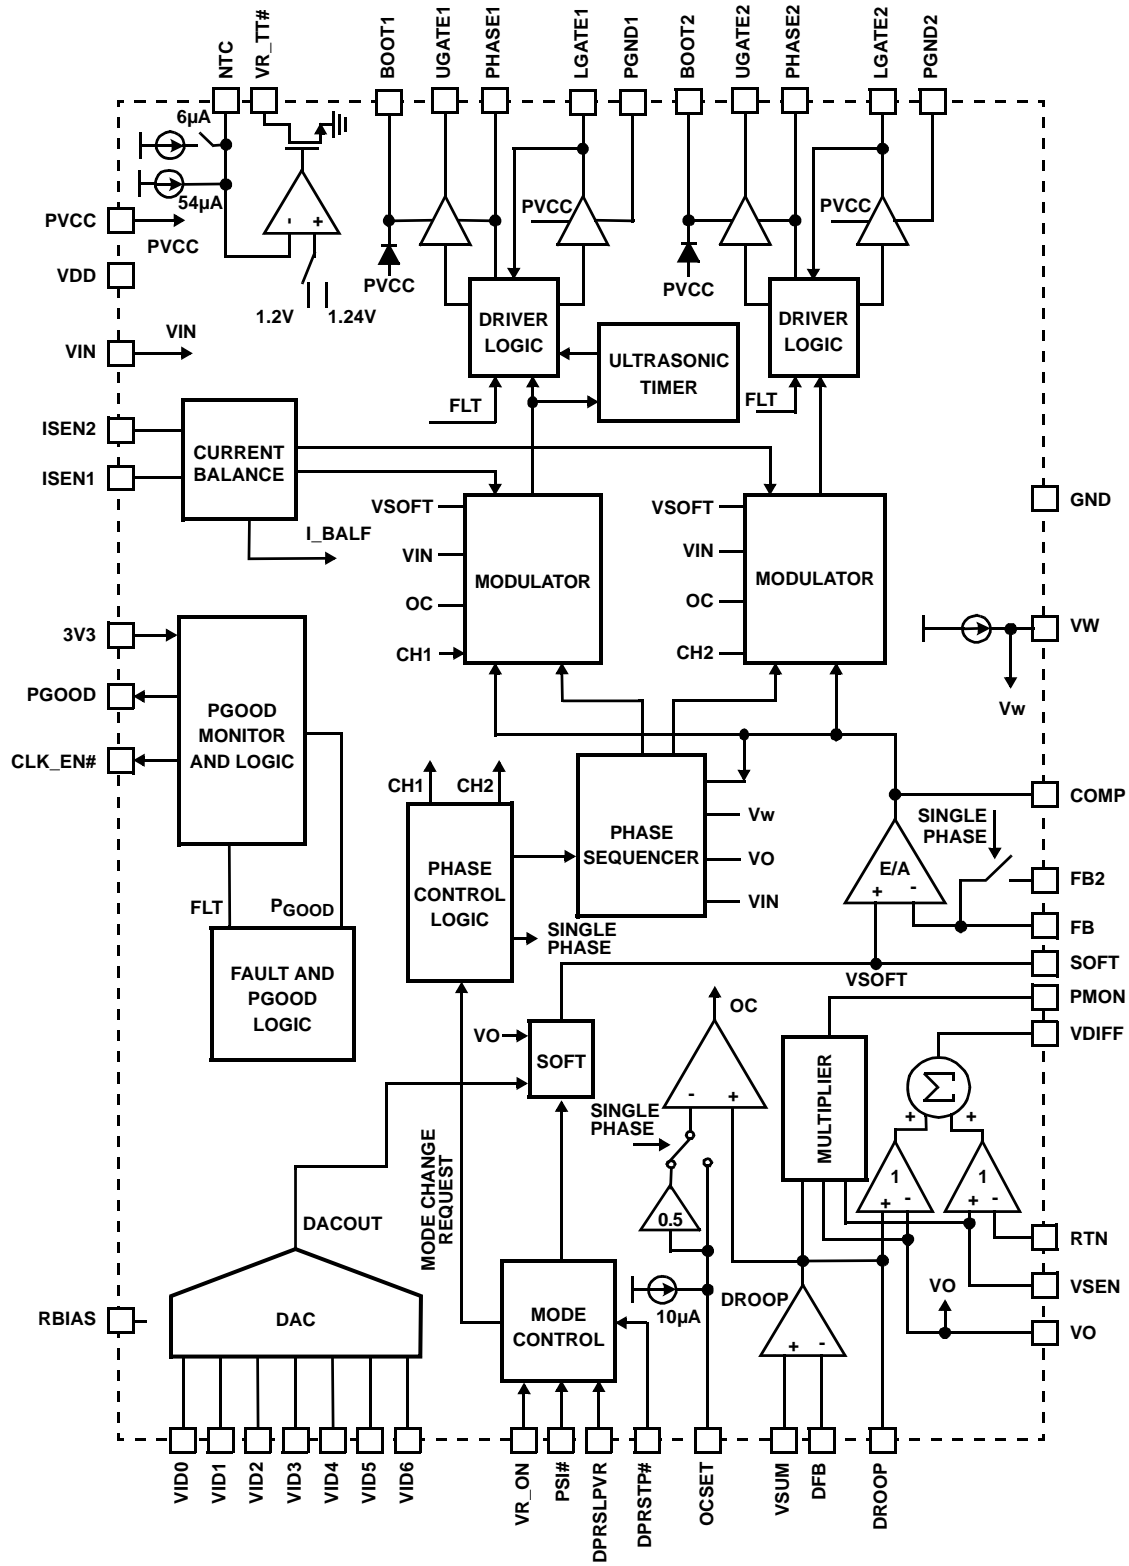 NTC
VR_TT#
BOOT1
UGATE1
PHASE1
LGATE1
PGND1
BOOT2
UGATE2
PHASE2
LGATE2
PGND2
6µA
54µA
PVCC
PVCC
- +
1.2V
1.24V
PVCC
PVCC
PVCC
PVCC
VDD
VIN
VIN
DRIVER
LOGIC
ULTRASONIC
TIMER
DRIVER
LOGIC
FLT
FLT
ISEN2
ISEN1
CURRENT
BALANCE
I_BALF
VSOFT
VIN
OC
CH1
MODULATOR
VSOFT
VIN
OC
CH2
MODULATOR
GND
VW
Vw
3V3
PGOOD
CLK_EN#
PGOOD
MONITOR
AND LOGIC
FLT
PGOOD
FAULT AND
PGOOD
LOGIC
CH1
CH2
PHASE
CONTROL
LOGIC
SINGLE
PHASE
PHASE
SEQUENCER
Vw
VO
VIN
E/A
+ -
SINGLE
PHASE
COMP
FB2
FB
SOFT
VSOFT
PMON
VDIFF
VO
SOFT
OC
- +
SINGLE
PHASE
0.5
MULTIPLIER
Σ
+ +
1
+ -
1
+ -
RTN
VSEN
VO
VO
MODE CHANGE
REQUEST
DACOUT
DAC
RBIAS
MODE
CONTROL
10µA
DROOP
+ -
VID0
VID1
VID2
VID3
VID4
VID5
VID6
VR_ON
PSI#
DPRSLPVR
DPRSTP#
OCSET
VSUM
DFB
DROOP